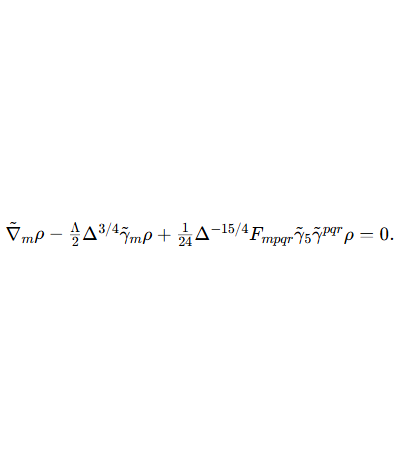 $\tilde{\nabla}_m \rho - \frac{\Lambda}{2} \Delta^{3/4} \tilde{\gamma}_m \rho + \frac{1}{24} \Delta^{-15/4} F_{mpqr} \tilde{\gamma}_5 \tilde{\gamma}^{pqr} \rho = 0.$